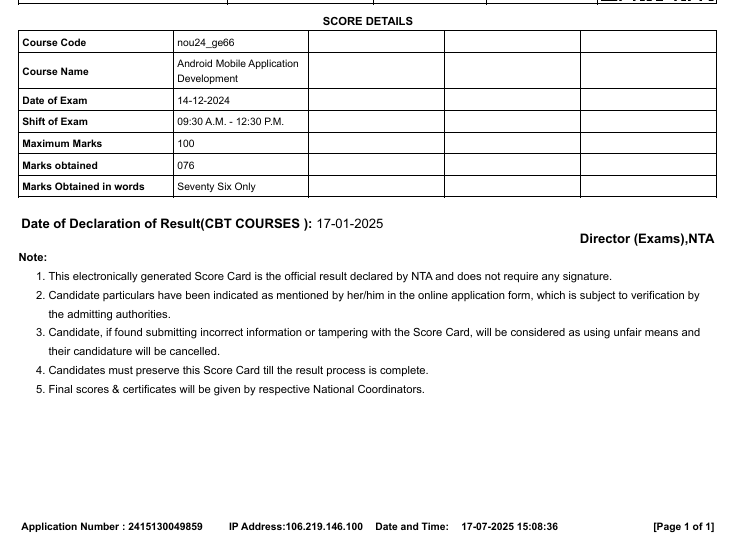 SCORE DETAILS
Course Code nou24_ge66
Course Name Android Mobile Application
Development
Date of Exam 14-12-2024
Shift of Exam 09:30 A.M. - 12:30 P.M.
Maximum Marks 100
Marks obtained 076
Marks Obtained in words Seventy Six Only
Date of Declaration of Result(CBT COURSES ): 17-01-2025
Director (Exams),NTA
Note:
1. This electronically generated Score Card is the official result declared by NTA and does not require any signature.
2. Candidate particulars have been indicated as mentioned by her/him in the online application form, which is subject to verification by
the admitting authorities.
3. Candidate, if found submitting incorrect information or tampering with the Score Card, will be considered as using unfair means and
their candidature will be cancelled.
4. Candidates must preserve this Score Card till the result process is complete.
5. Final scores & certificates will be given by respective National Coordinators.
Application Number : 2415130049859 IP Address:106.219.146.100 Date and Time: 17-07-2025 15:08:36 [Page 1 of 1]